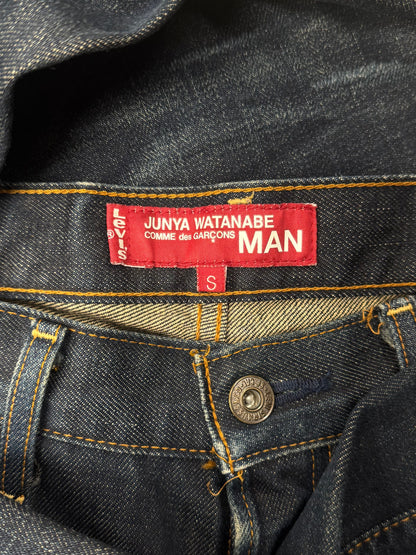 Levi's®
JUNYA WATANABE
COMME des GARÇONS MAN
S